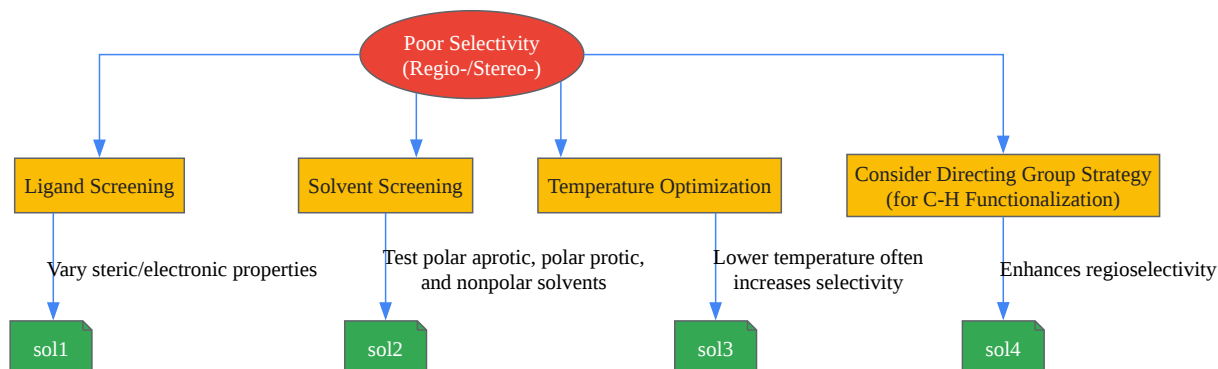 Poor Selectivity
(Regio-/Stereo-)
Ligand Screening
Solvent Screening
Temperature Optimization
Consider Directing Group Strategy
(for C-H Functionalization)
Vary steric/electronic properties
Test polar aprotic, polar protic,
and nonpolar solvents
Lower temperature often
increases selectivity
Enhances regioselectivity
sol1
sol2
sol3
sol4